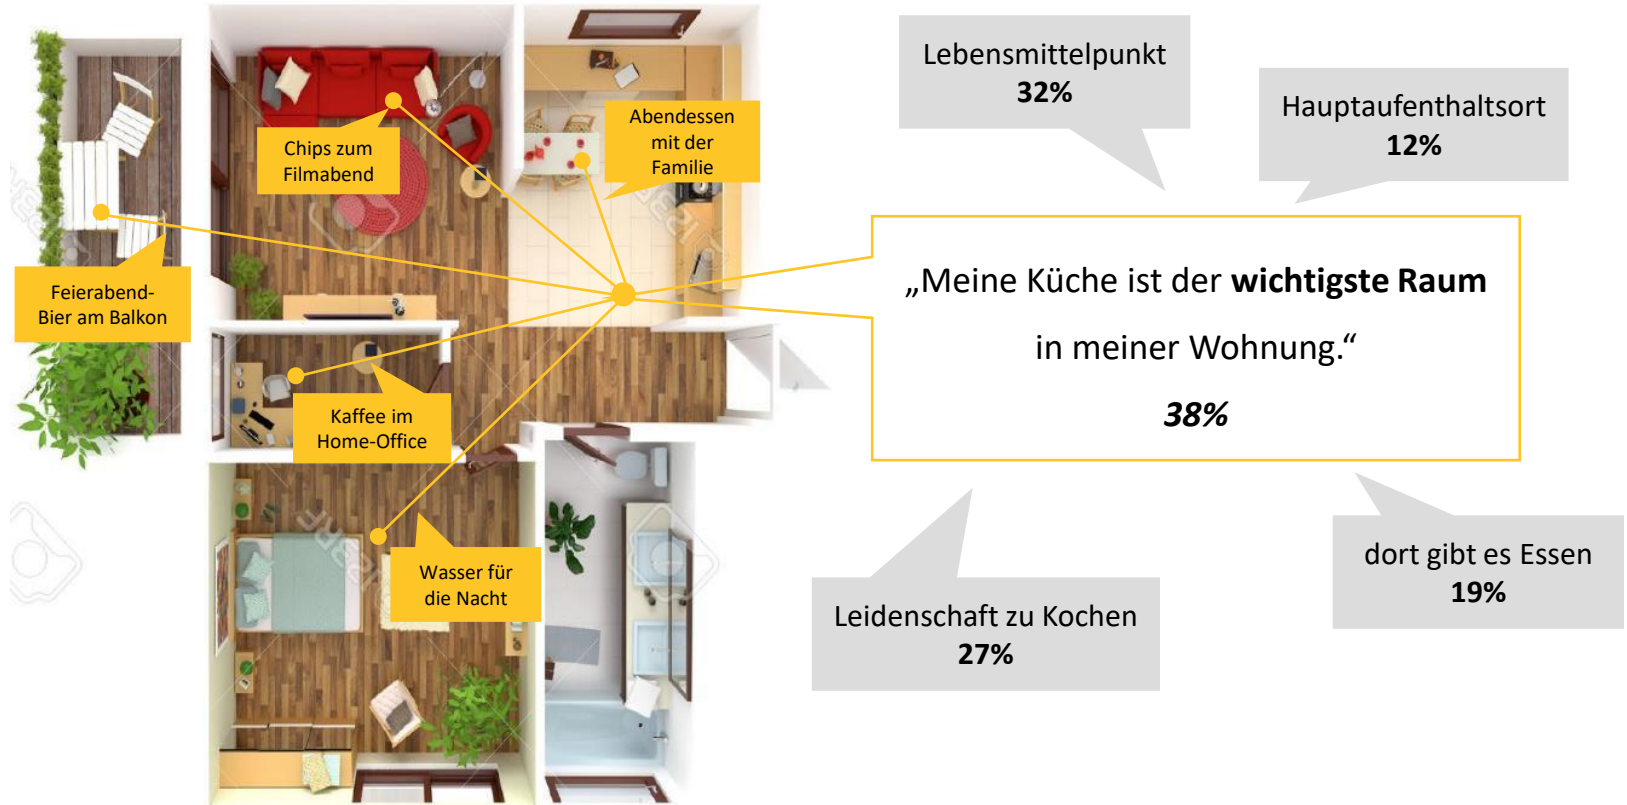 Chips zum
Filmabend
Abendessen
mit der
Familie
Feierabend-
Bier am Balkon
Kaffee im
Home-Office
Wasser für
die Nacht
Lebensmittelpunkt
32%
Hauptaufenthaltsort
12%
„Meine Küche ist der wichtigste Raum
in meiner Wohnung.“
38%
Leidenschaft zu Kochen
27%
dort gibt es Essen
19%
123RF